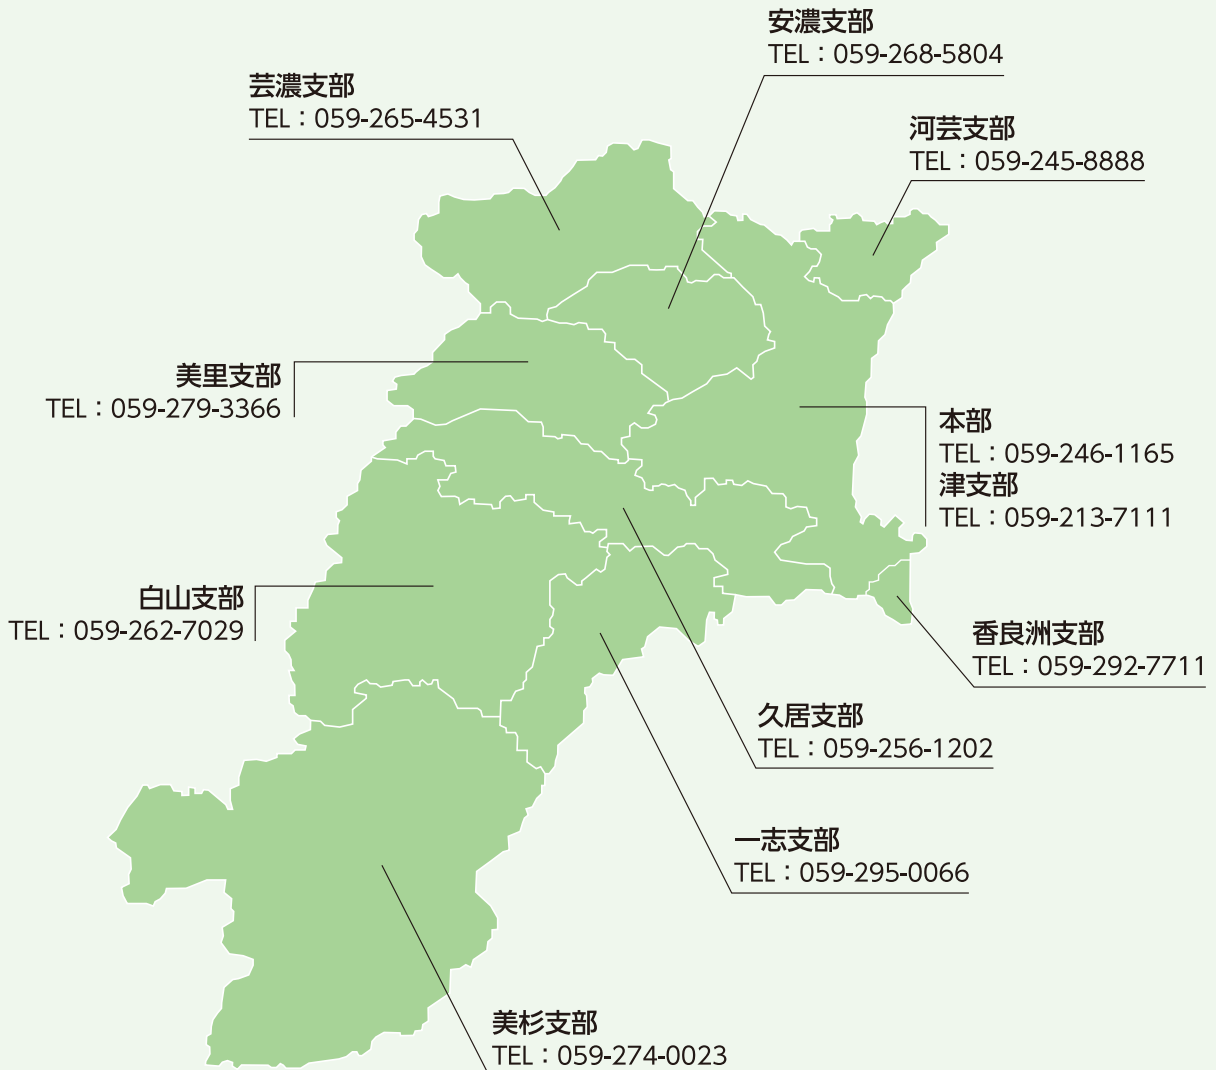 安濃支部
TEL：059-268-5804
芸濃支部
TEL：059-265-4531
河芸支部
TEL：059-245-8888
美里支部
TEL：059-279-3366
本部
TEL：059-246-1165
津支部
TEL：059-213-7111
白山支部
TEL：059-262-7029
香良洲支部
TEL：059-292-7711
久居支部
TEL：059-256-1202
一志支部
TEL：059-295-0066
美杉支部
TEL：059-274-0023